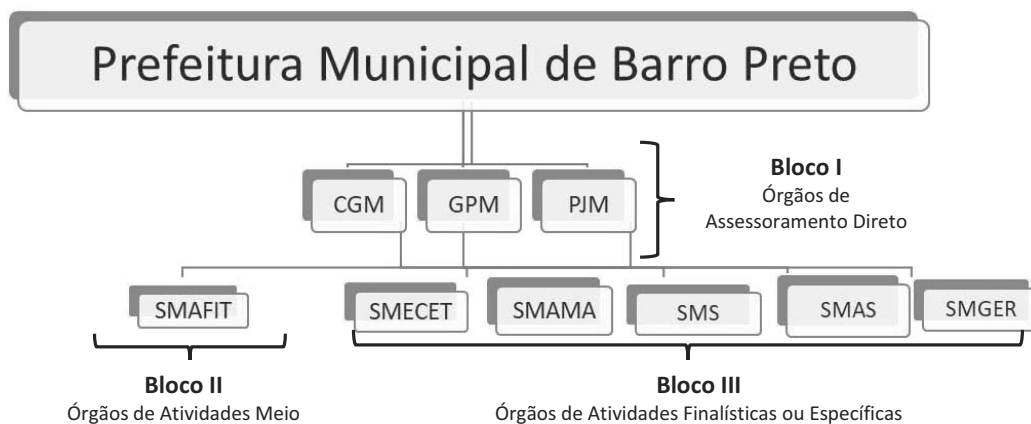 Prefeitura Municipal de Barro Preto
CGM
GPM
PJM
Bloco I
Órgãos de
Assessoramento Direto
SMAFIT
SMECET
SMAMA
SMS
SMAS
SMGER
Bloco II
Órgãos de Atividades Meio
Bloco III
Órgãos de Atividades Finalísticas ou Específicas